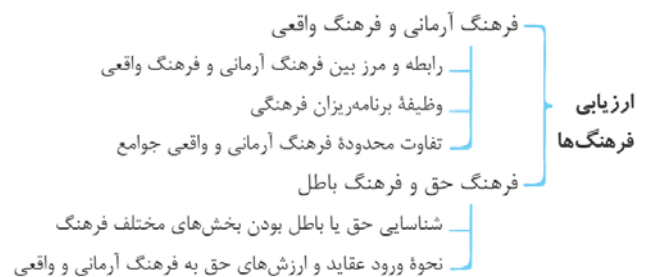 ارزیابی
فرهنگ‌ها
فرهنگ آرمانی و فرهنگ واقعی
رابطه و مرز بین فرهنگ آرمانی و فرهنگ واقعی
وظیفهٔ برنامه‌ریزان فرهنگی
تفاوت محدودهٔ فرهنگ آرمانی و واقعی جوامع
فرهنگ حق و فرهنگ باطل
شناسایی حق یا باطل بودن بخش‌های مختلف فرهنگ
نحوهٔ ورود عقاید و ارزش‌های حق به فرهنگ آرمانی و واقعی